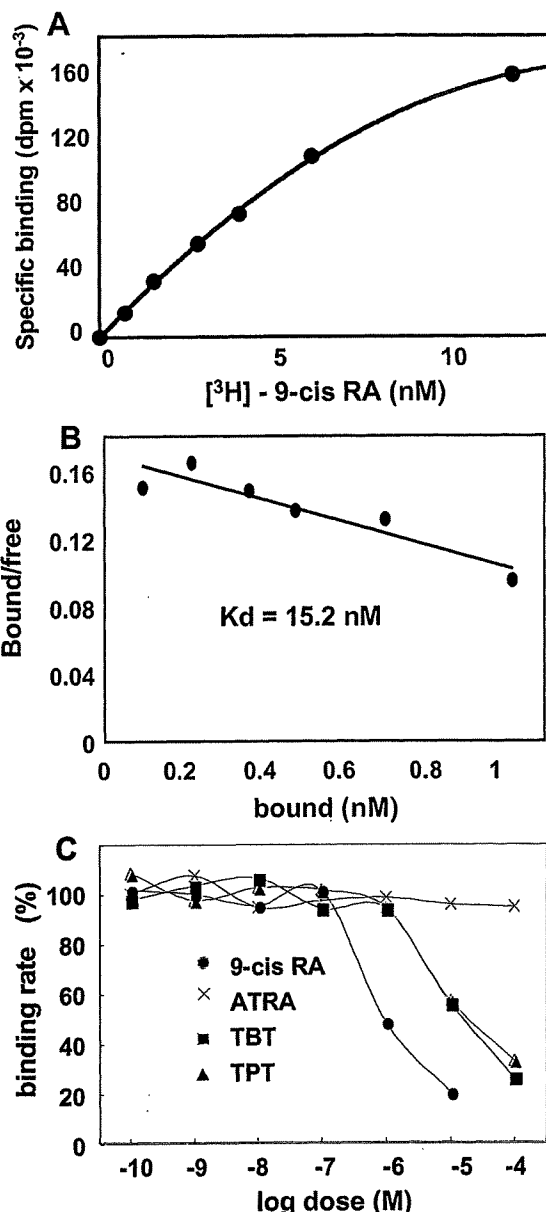 A
Specific binding (dpm x 10⁻³)
160
120
80
40
0
0 5 10
[³H] - 9-cis RA (nM)
B
Bound/free
0.16
0.12
0.08
0.04
0
Kd = 15.2 nM
0 0.2 0.4 0.6 0.8 1
bound (nM)
C
binding rate (%)
100
80
60
40
20
0
9-cis RA
ATRA
TBT
TPT
-10 -9 -8 -7 -6 -5 -4
log dose (M)